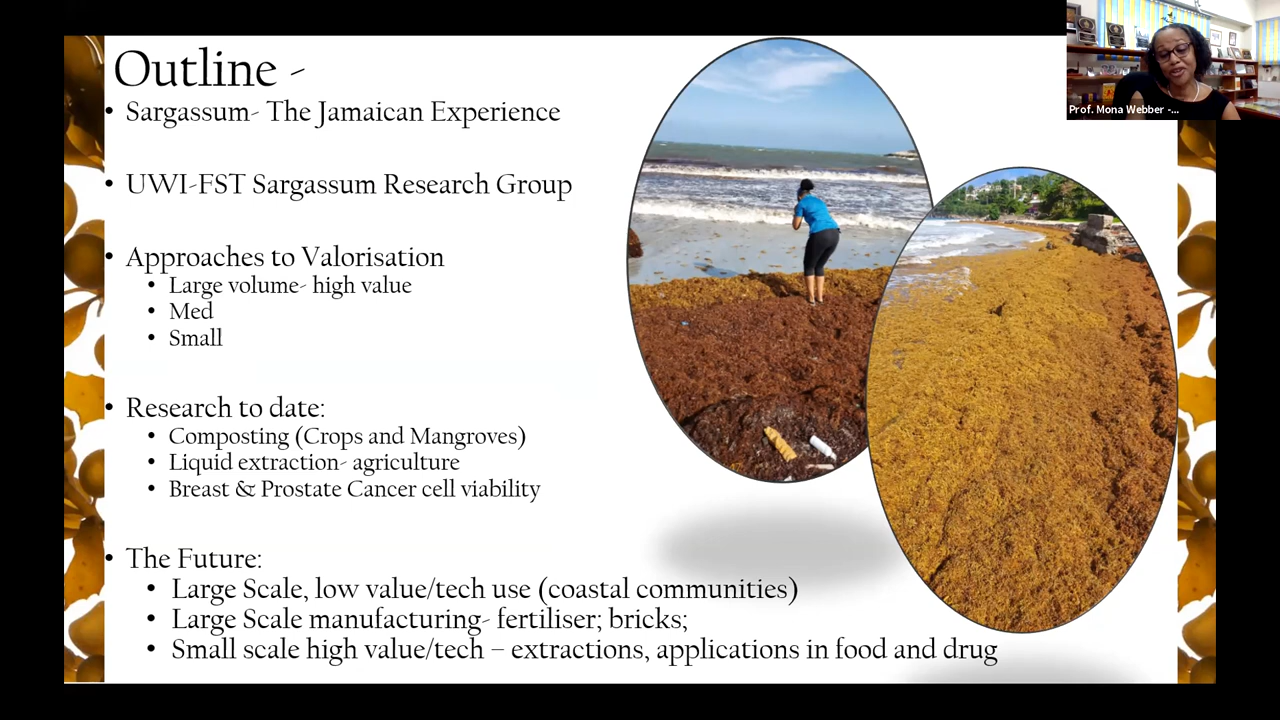 Outline -
• Sargassum- The Jamaican Experience
• UWI-FST Sargassum Research Group
• Approaches to Valorisation
• Large volume- high value
• Med
• Small
• Research to date:
• Composting (Crops and Mangroves)
• Liquid extraction- agriculture
• Breast & Prostate Cancer cell viability
• The Future:
• Large Scale, low value/tech use (coastal communities)
• Large Scale manufacturing- fertiliser; bricks;
• Small scale high value/tech – extractions, applications in food and drug
Prof. Mona Webber -...